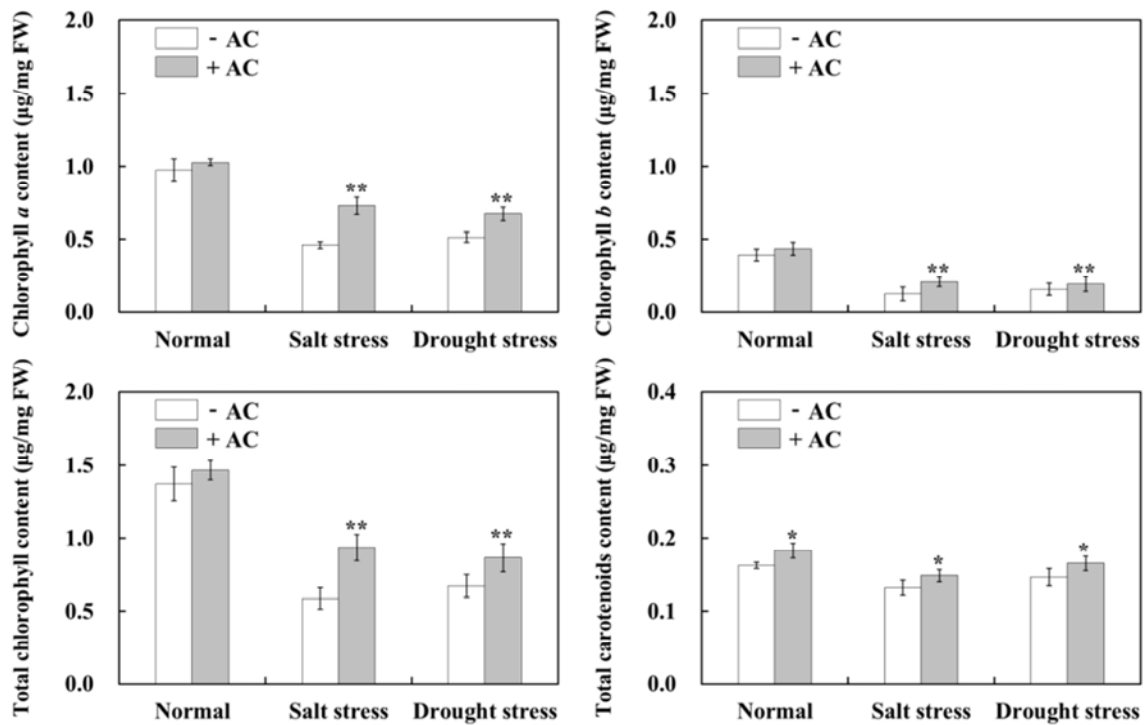 Chlorophyll a content (µg/mg FW)
2.0
1.5
1.0
0.5
0.0
- AC
+ AC
**
**
Normal
Salt stress
Drought stress
Chlorophyll b content (µg/mg FW)
2.0
1.5
1.0
0.5
0.0
- AC
+ AC
**
**
Normal
Salt stress
Drought stress
Total chlorophyll content (µg/mg FW)
2.0
1.5
1.0
0.5
0.0
- AC
+ AC
**
**
Normal
Salt stress
Drought stress
Total carotenoids content (µg/mg FW)
0.4
0.3
0.2
0.1
0.0
- AC
+ AC
*
*
*
Normal
Salt stress
Drought stress